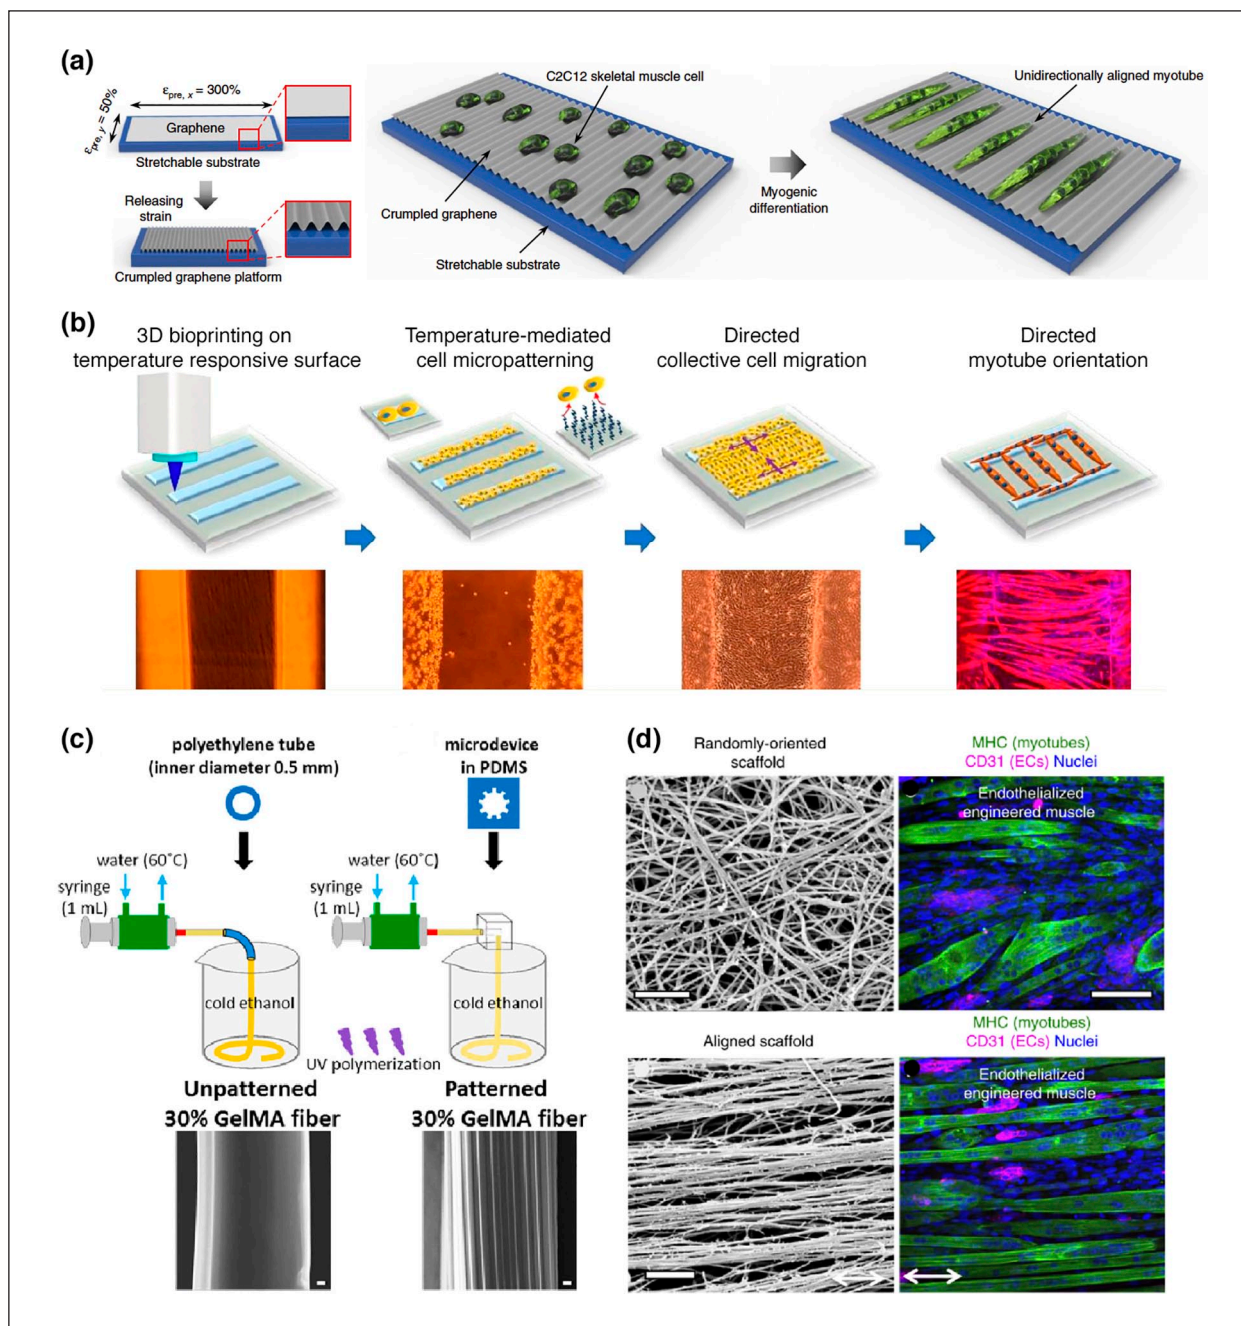 (a)
εpre, x = 300%
εpre, y = 50%
Graphene
Stretchable substrate
Releasing
strain
Crumpled graphene platform
C2C12 skeletal muscle cell
Crumpled graphene
Stretchable substrate
Myogenic
differentiation
Unidirectionally aligned myotube
(b)
3D bioprinting on
temperature responsive surface
Temperature-mediated
cell micropatterning
Directed
collective cell migration
Directed
myotube orientation
(c)
polyethylene tube
(inner diameter 0.5 mm)
water (60˚C)
syringe
(1 mL)
cold ethanol
Unpatterned
30% GelMA fiber
microdevice
in PDMS
water (60˚C)
syringe
(1 mL)
cold ethanol
UV polymerization
Patterned
30% GelMA fiber
(d)
Randomly-oriented
scaffold
MHC (myotubes)
CD31 (ECs) Nuclei
Endothelialized
engineered muscle
Aligned scaffold
MHC (myotubes)
CD31 (ECs) Nuclei
Endothelialized
engineered muscle